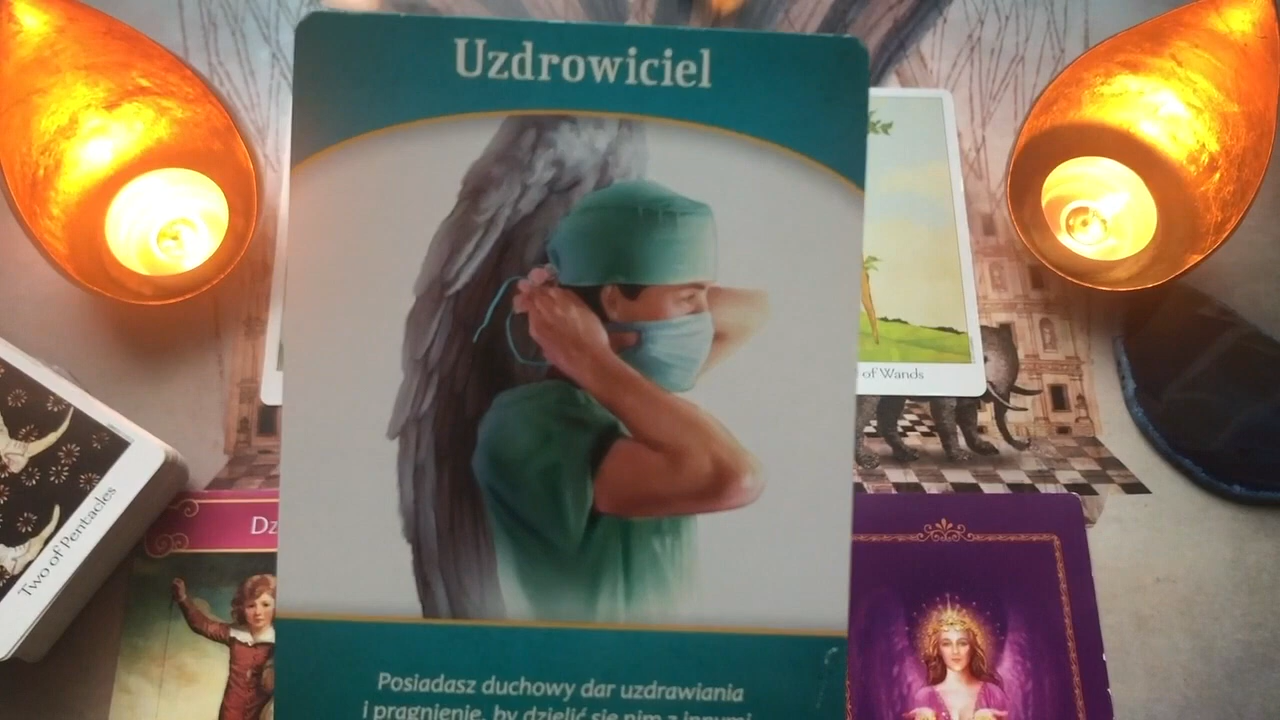 Uzdrowiciel
of Wands
Two of Pentacles
Dz
Posiadasz duchowy dar uzdrawiania
i pragnienie, by dzielić się nim z innymi